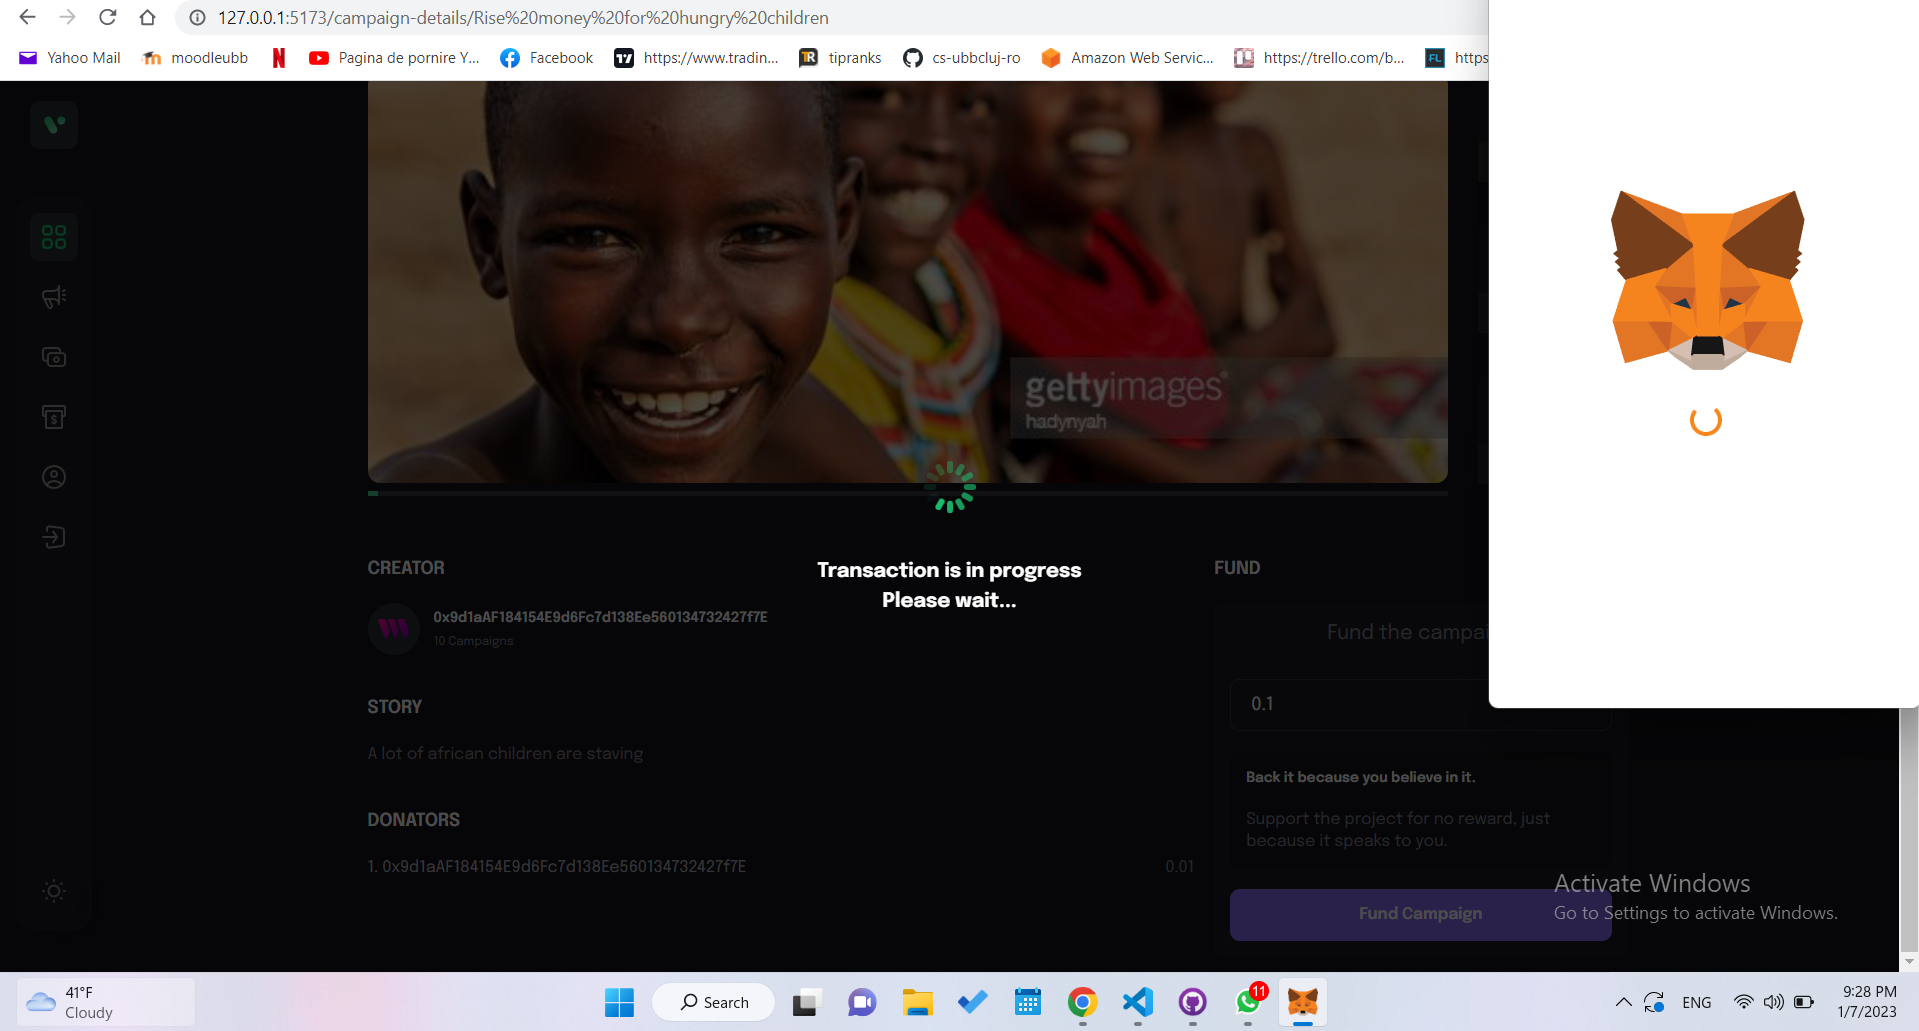 127.0.0.1:5173/campaign-details/Rise%20money%20for%20hungry%20children
Yahoo Mail
moodleubb
Pagina de pornire Y...
Facebook
https://www.tradin...
tipranks
cs-ubbcluj-ro
Amazon Web Servic...
https://trello.com/b...
FL
https
gettyimages
hadynyah
Transaction is in progress
Please wait...
CREATOR
0x9d1aAF184154E9d6Fc7d138Ee560134732427f7E
10 Campaigns
STORY
A lot of african children are staving
DONATORS
1. 0x9d1aAF184154E9d6Fc7d138Ee560134732427f7E
0.01
FUND
Fund the campai
0.1
Back it because you believe in it.
Support the project for no reward, just
because it speaks to you.
Fund Campaign
Activate Windows
Go to Settings to activate Windows.
41°F
Cloudy
Search
11
ENG
9:28 PM
1/7/2023